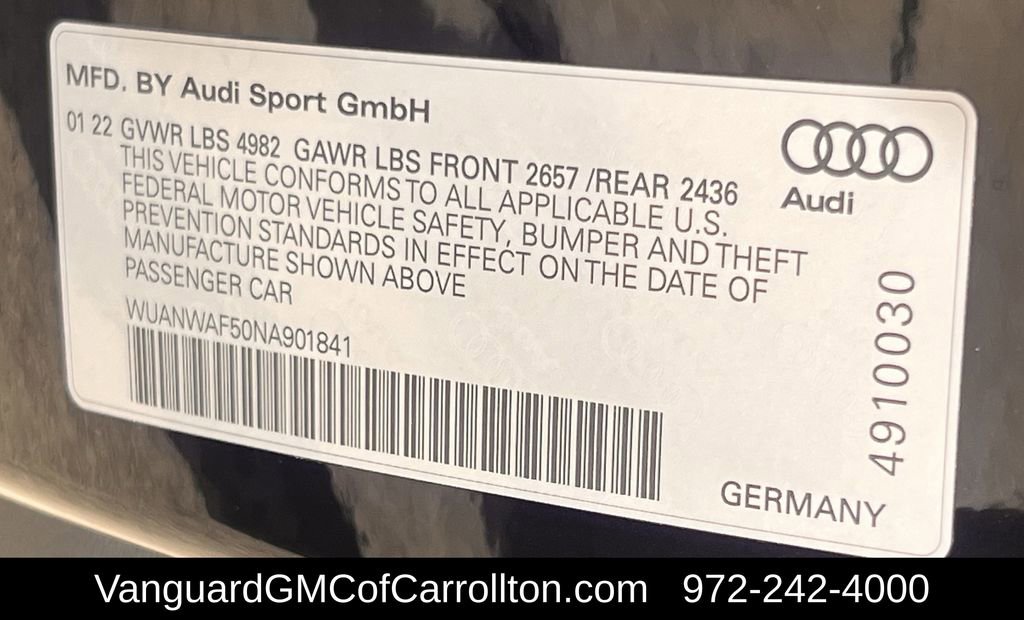 MFD. BY Audi Sport GmbH
01 22 GVWR LBS 4982 GAWR LBS FRONT 2657 /REAR 2436
THIS VEHICLE CONFORMS TO ALL APPLICABLE U.S.
FEDERAL MOTOR VEHICLE SAFETY, BUMPER AND THEFT
PREVENTION STANDARDS IN EFFECT ON THE DATE OF
MANUFACTURE SHOWN ABOVE
PASSENGER CAR
WUANWAF50NA901841
Audi
4910030
GERMANY
VanguardGMCofCarrollton.com 972-242-4000